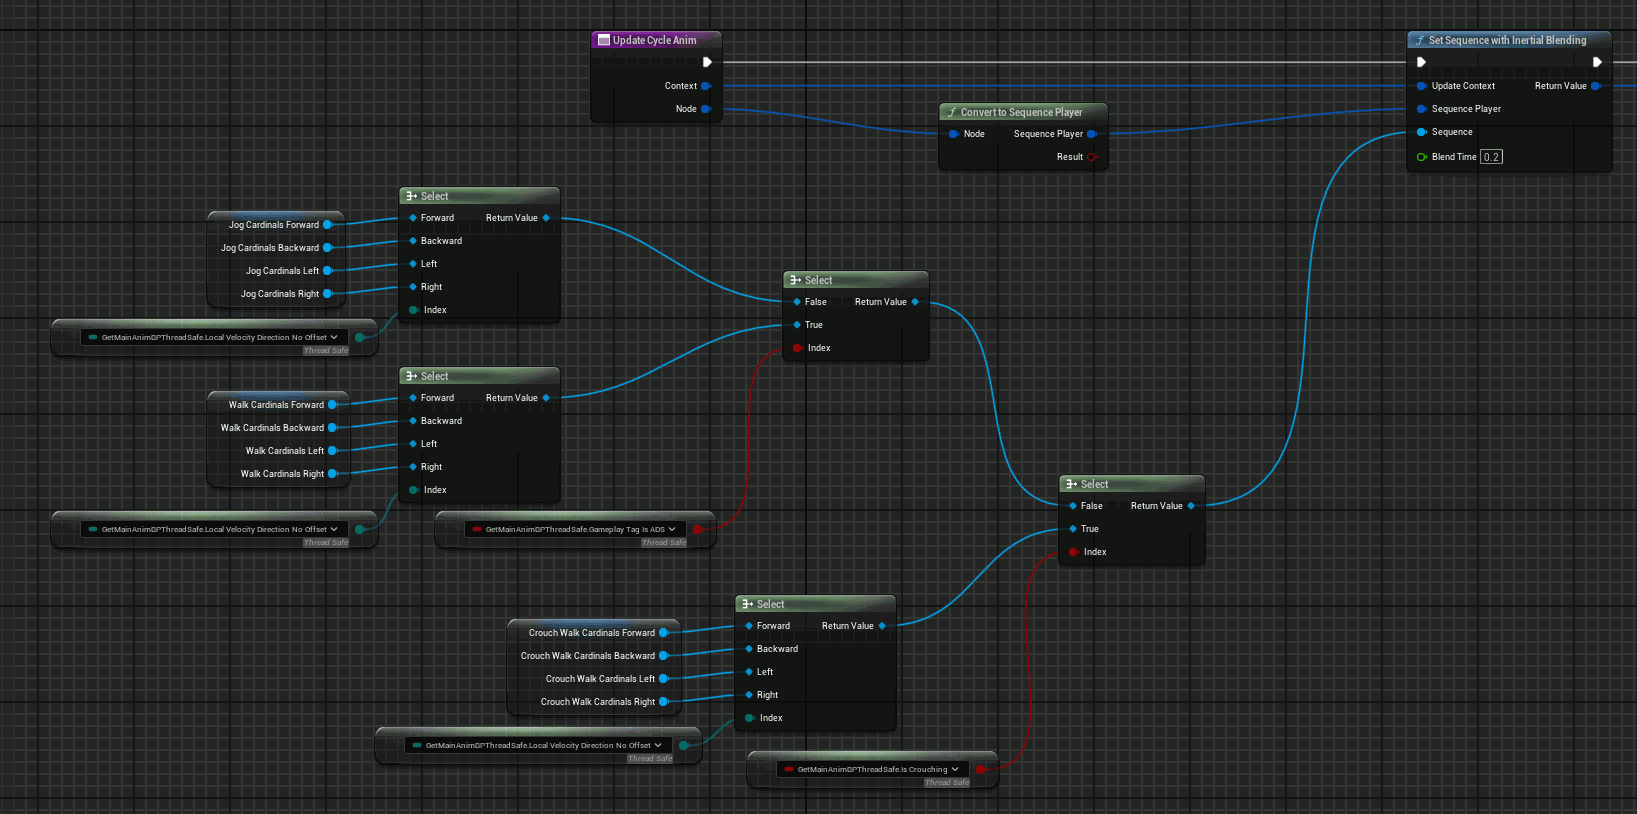 Update Cycle Anim
Context
Node
Convert to Sequence Player
Node
Sequence Player
Result
Set Sequence with Inertial Blending
Update Context
Return Value
Sequence Player
Sequence
Blend Time 0.2
Jog Cardinals Forward
Jog Cardinals Backward
Jog Cardinals Left
Jog Cardinals Right
GetMainAnimBPThreadSafe.Local Velocity Direction No Offset
Thread Safe
Select
Forward
Return Value
Backward
Left
Right
Index
Walk Cardinals Forward
Walk Cardinals Backward
Walk Cardinals Left
Walk Cardinals Right
GetMainAnimBPThreadSafe.Local Velocity Direction No Offset
Thread Safe
Select
Forward
Return Value
Backward
Left
Right
Index
GetMainAnimBPThreadSafe.Gameplay Tag Is ADS
Thread Safe
Select
False
Return Value
True
Index
Crouch Walk Cardinals Forward
Crouch Walk Cardinals Backward
Crouch Walk Cardinals Left
Crouch Walk Cardinals Right
GetMainAnimBPThreadSafe.Local Velocity Direction No Offset
Thread Safe
Select
Forward
Return Value
Backward
Left
Right
Index
GetMainAnimBPThreadSafe.Is Crouching
Thread Safe
Select
False
Return Value
True
Index